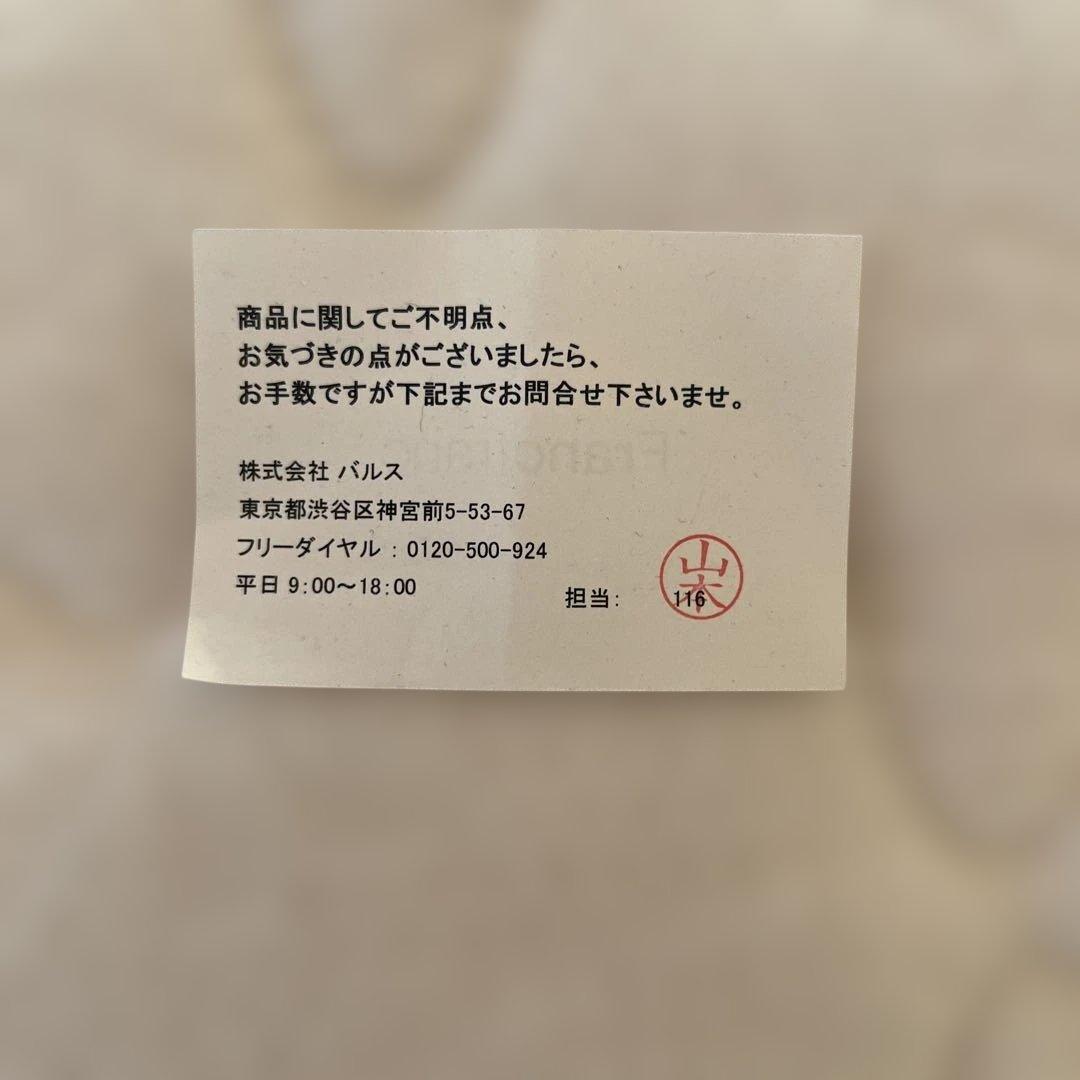 商品に関してご不明点、
お気づきの点がございましたら、
お手数ですが下記までお問合せ下さいませ。
株式会社 バルス
東京都渋谷区神宮前5-53-67
フリーダイヤル : 0120-500-924
平日 9:00～18:00
担当: 116
山本